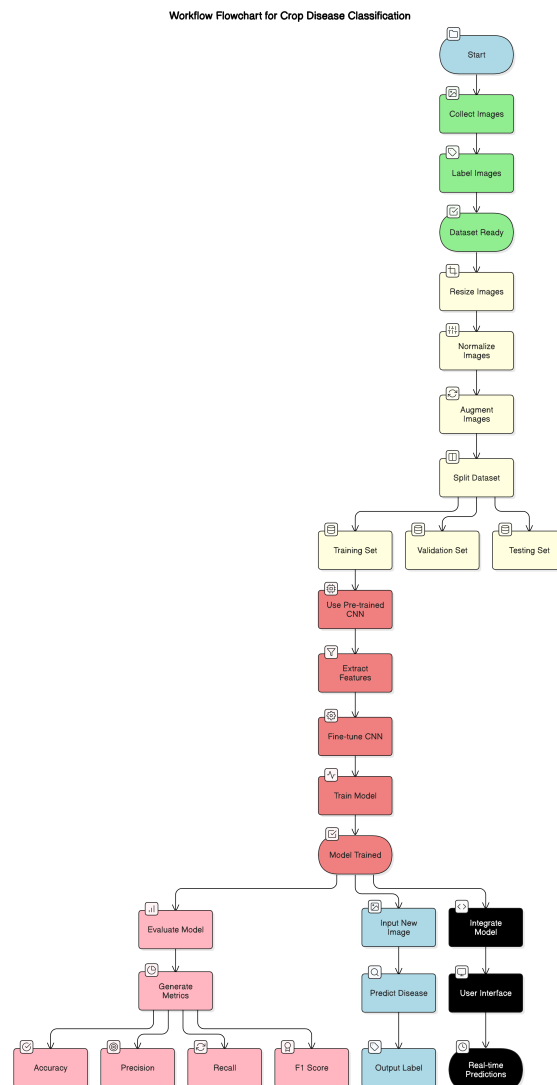 Workflow Flowchart for Crop Disease Classification
Start
Collect Images
Label Images
Dataset Ready
Resize Images
Normalize
Images
Augment
Images
Split Dataset
Training Set
Validation Set
Testing Set
Use Pre-trained
CNN
Extract
Features
Fine-tune CNN
Train Model
Model Trained
Evaluate Model
Input New
Image
Integrate
Model
Generate
Metrics
Predict Disease
User Interface
Accuracy
Precision
Recall
F1 Score
Output Label
Real-time
Predictions